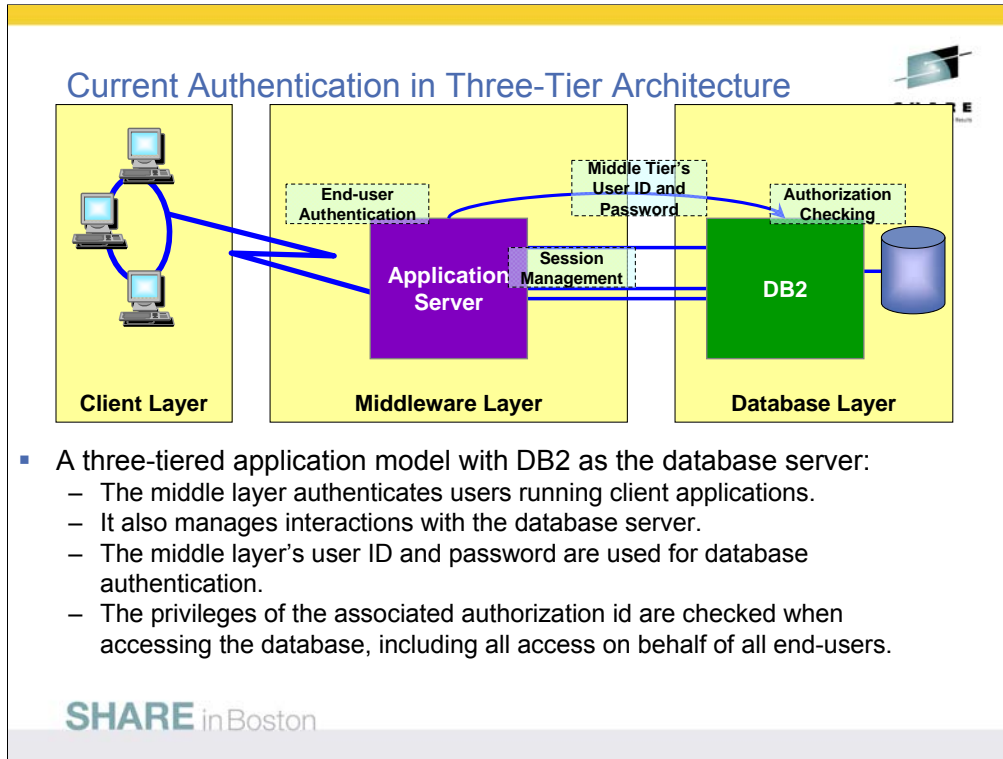 Current Authentication in Three-Tier Architecture
End-user
Authentication
Middle Tier's
User ID and
Password
Authorization
Checking
Application
Server
Session
Management
DB2
Client Layer
Middleware Layer
Database Layer
▪ A three-tiered application model with DB2 as the database server:
– The middle layer authenticates users running client applications.
– It also manages interactions with the database server.
– The middle layer's user ID and password are used for database
authentication.
– The privileges of the associated authorization id are checked when
accessing the database, including all access on behalf of all end-users.
SHARE in Boston